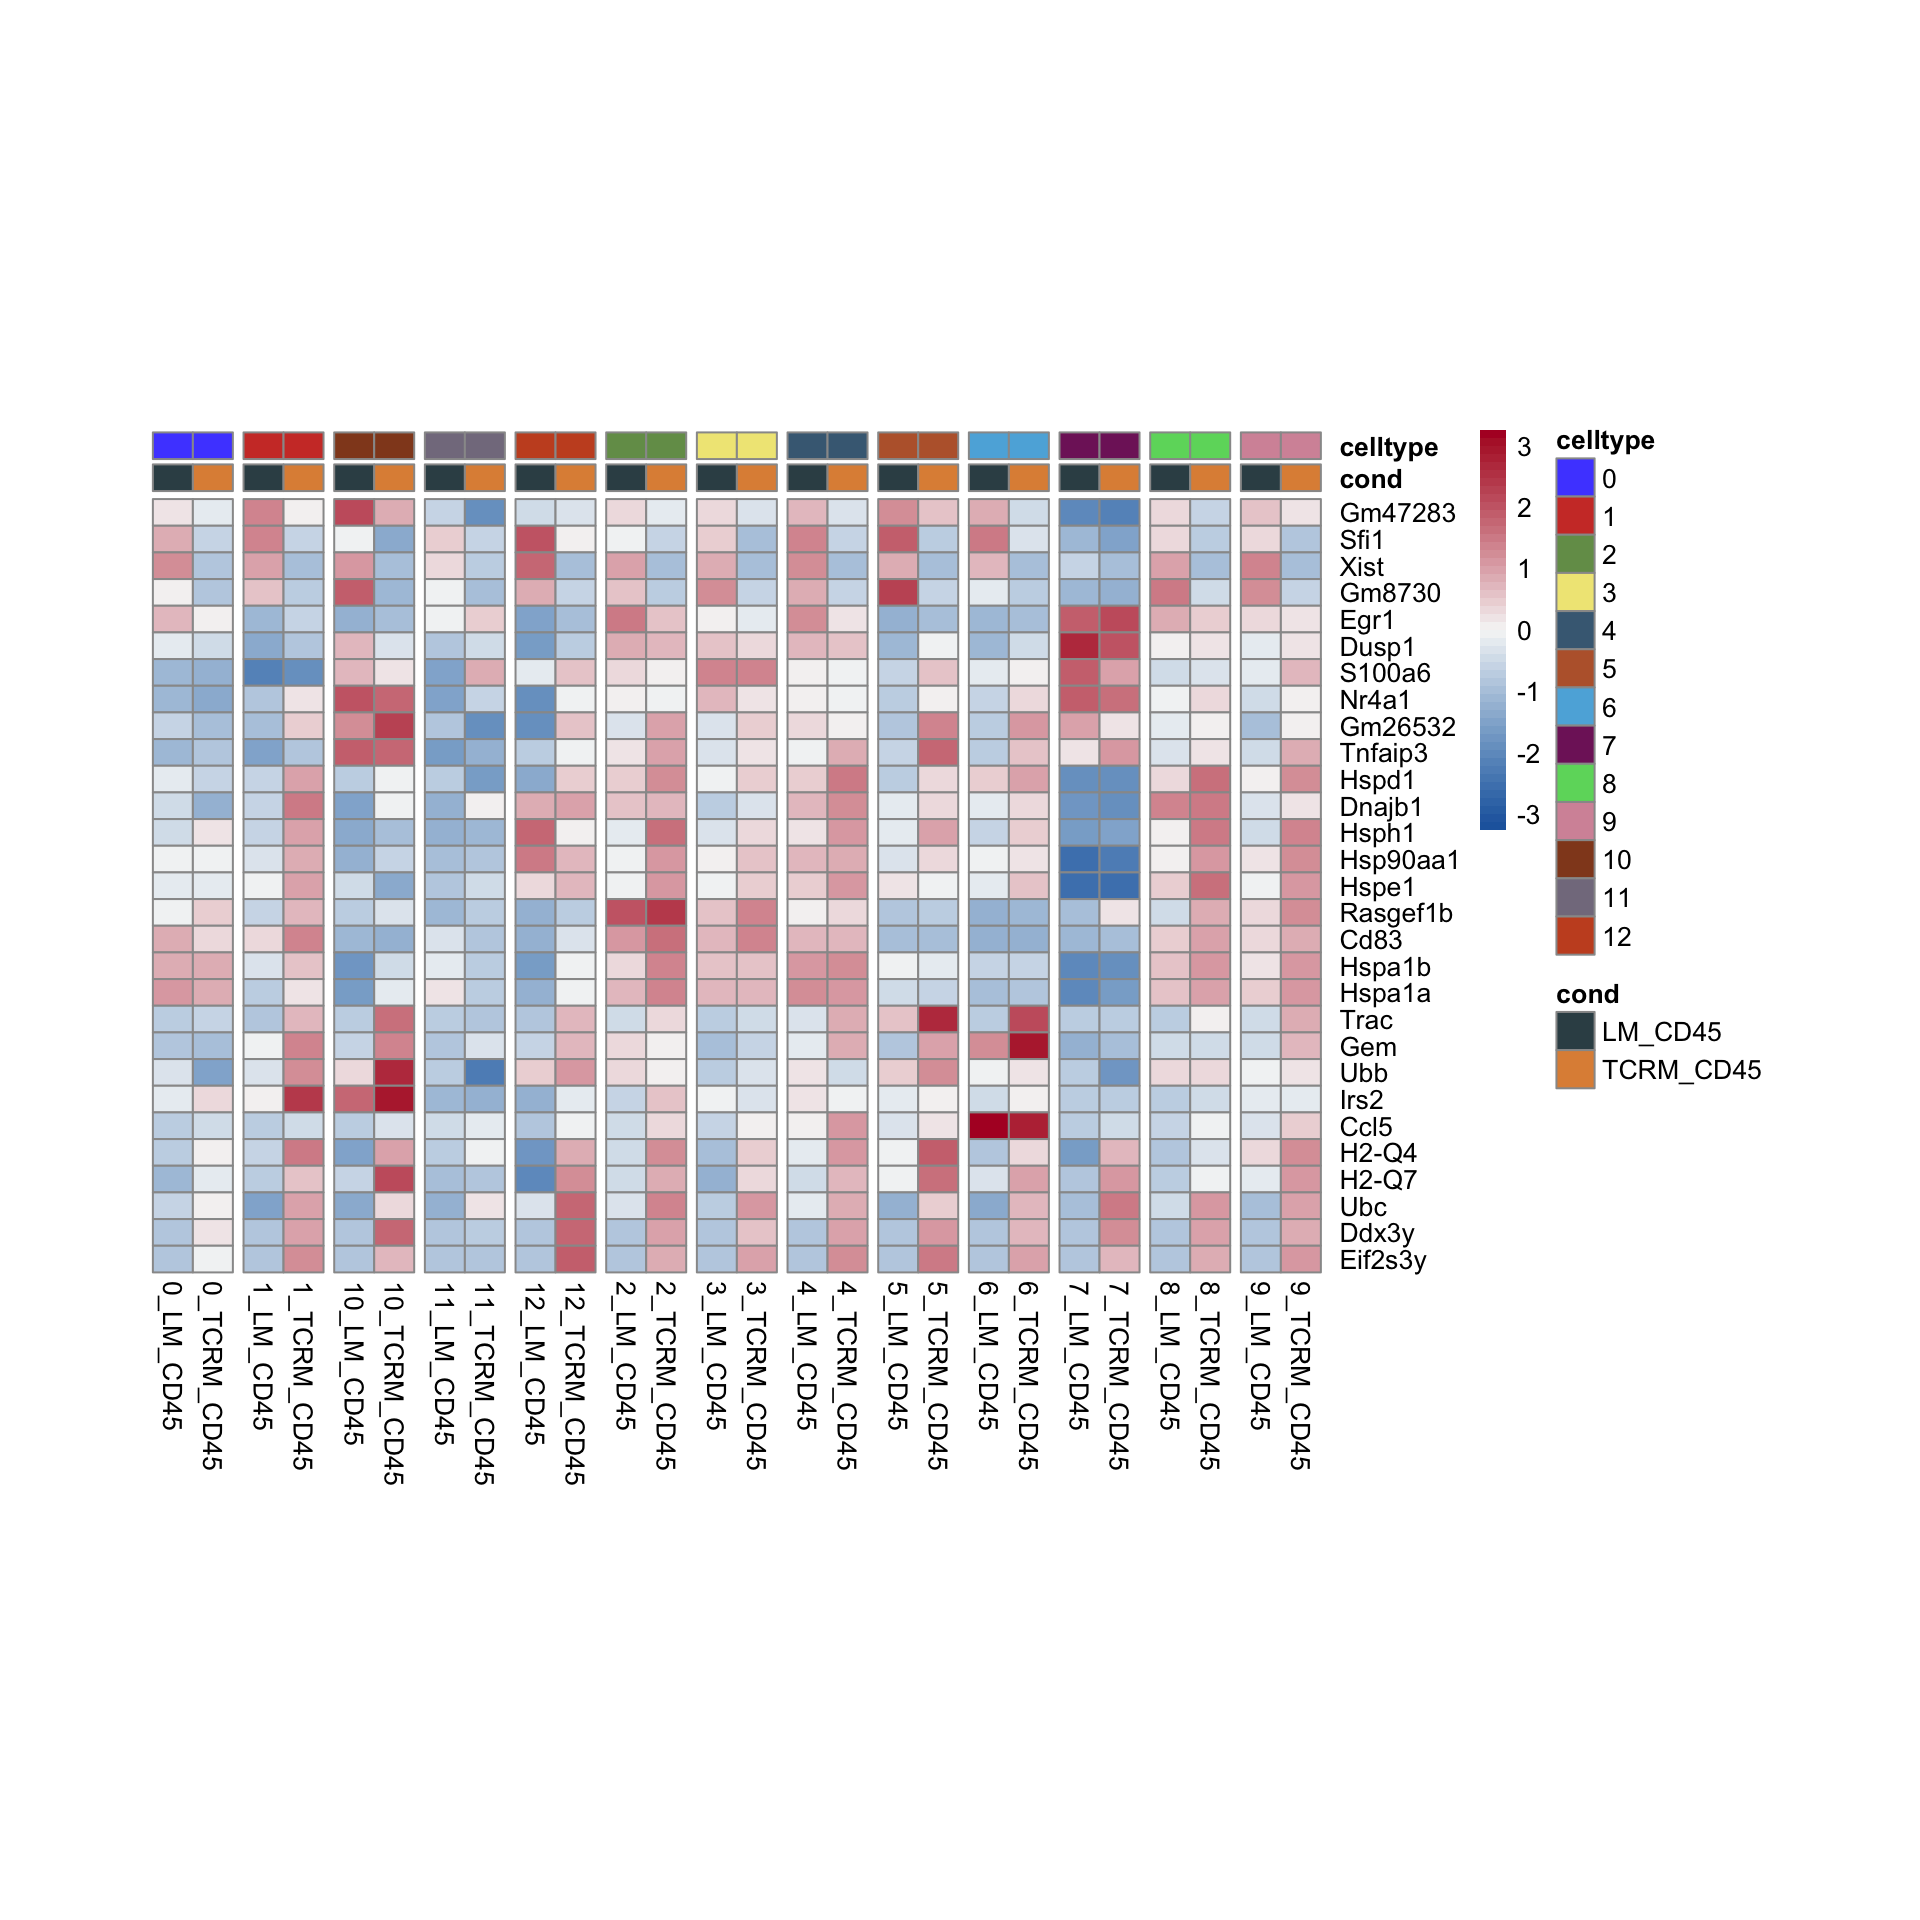 celltype
cond
Gm47283
Sfi1
Xist
Gm8730
Egr1
Dusp1
S100a6
Nr4a1
Gm26532
Tnfaip3
Hspd1
Dnajb1
Hsph1
Hsp90aa1
Hspe1
Rasgef1b
Cd83
Hspa1b
Hspa1a
Trac
Gem
Ubb
Irs2
Ccl5
H2-Q4
H2-Q7
Ubc
Ddx3y
Eif2s3y
0_LM_CD45
0_TCRM_CD45
1_LM_CD45
1_TCRM_CD45
10_LM_CD45
10_TCRM_CD45
11_LM_CD45
11_TCRM_CD45
12_LM_CD45
12_TCRM_CD45
2_LM_CD45
2_TCRM_CD45
3_LM_CD45
3_TCRM_CD45
4_LM_CD45
4_TCRM_CD45
5_LM_CD45
5_TCRM_CD45
6_LM_CD45
6_TCRM_CD45
7_LM_CD45
7_TCRM_CD45
8_LM_CD45
8_TCRM_CD45
9_LM_CD45
9_TCRM_CD45
3
2
1
0
-1
-2
-3
celltype
0
1
2
3
4
5
6
7
8
9
10
11
12
cond
LM_CD45
TCRM_CD45